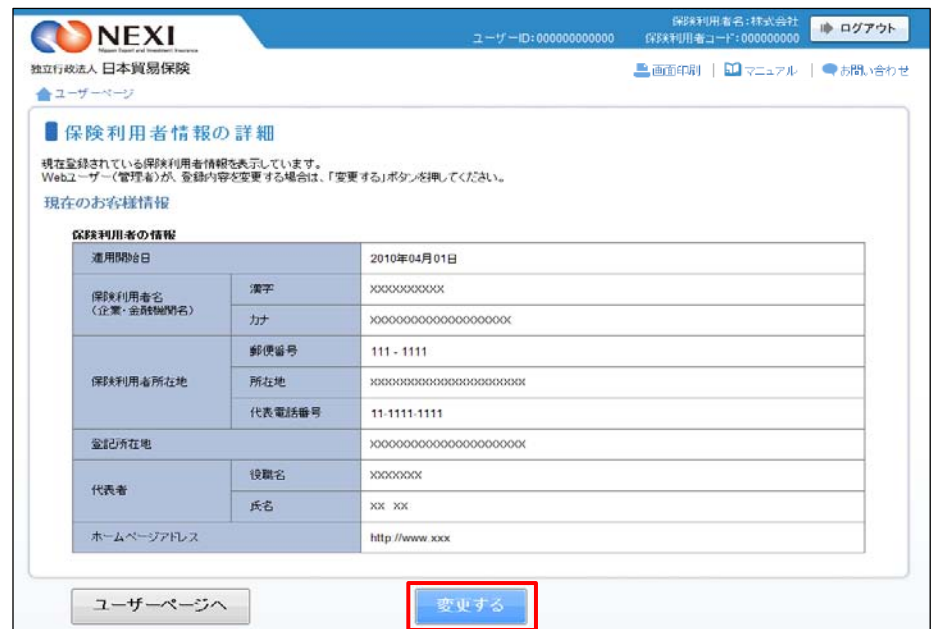 NEXI
Nippon Export and Investment Insurance
独立行政法人 日本貿易保険
ユーザーID:000000000000
保険利用者名:株式会社
保険利用者コード:000000000
ログアウト
画面印刷 | マニュアル | お問い合わせ
ユーザーページ
保険利用者情報の詳細
現在登録されている保険利用者情報を表示しています。
Webユーザー(管理者)が、登録内容を変更する場合は、「変更する」ボタンを押してください。
現在のお客様情報
保険利用者の情報
適用開始日 2010年04月01日
保険利用者名
(企業・金融機関名)
漢字 XXXXXXXXXX
カナ XXXXXXXXXXXXXXXXXXX
保険利用者所在地
郵便番号 111 - 1111
所在地 XXXXXXXXXXXXXXXXXXXXX
代表電話番号 11-1111-1111
登記所在地 XXXXXXXXXXXXXXXXXXXXX
代表者
役職名 XXXXXXX
氏名 XX XX
ホームページアドレス http://www.xxx
ユーザーページへ
変更する